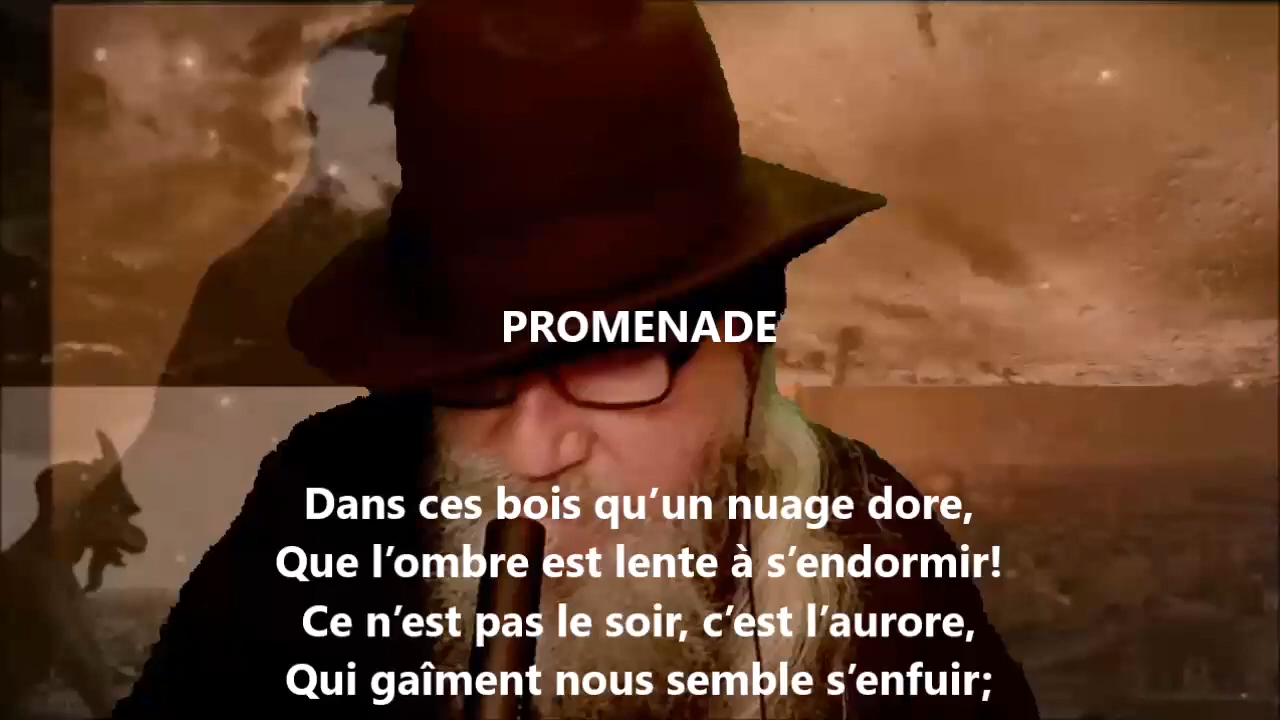 PROMENADE
Dans ces bois qu’un nuage dore,
Que l’ombre est lente à s’endormir!
Ce n’est pas le soir, c’est l’aurore,
Qui gaîment nous semble s’enfuir;